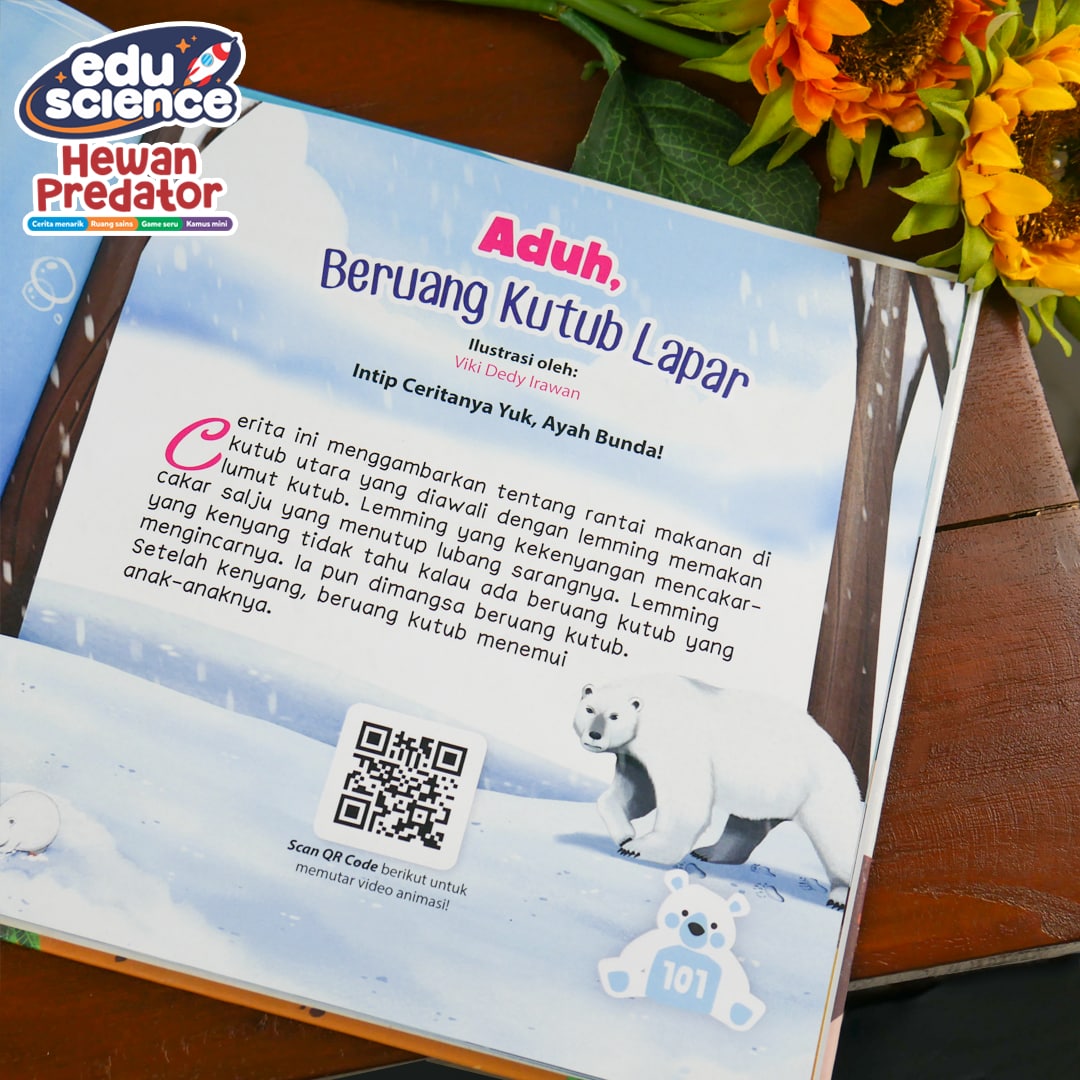 edu
science
Hewan
Predator
Cerita menarik Ruang sains Game seru Kamus mini
Aduh,
Beruang Kutub Lapar
Ilustrasi oleh:
Viki Dedy Irawan
Intip Ceritanya Yuk, Ayah Bunda!
Cerita ini menggambarkan tentang rantai makanan di
kutub utara yang diawali dengan lemming memakan
lumut kutub. Lemming yang kekenyangan mencakar-
cakar salju yang menutup lubang sarangnya. Lemming
yang kenyang tidak tahu kalau ada beruang kutub yang
mengincarnya. Ia pun dimangsa beruang kutub.
Setelah kenyang, beruang kutub menemui
anak-anaknya.
Scan QR Code berikut untuk
memutar video animasi!
101